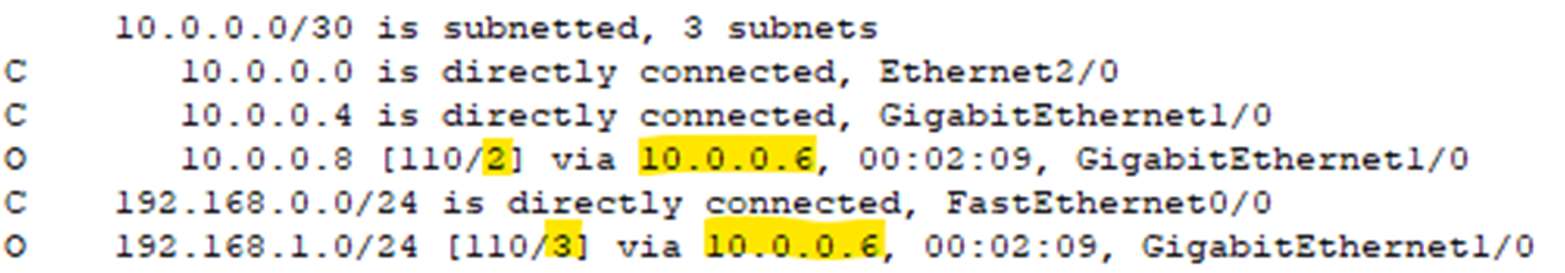 10.0.0.0/30 is subnetted, 3 subnets
C 10.0.0.0 is directly connected, Ethernet2/0
C 10.0.0.4 is directly connected, GigabitEthernet1/0
O 10.0.0.8 [110/2] via 10.0.0.6, 00:02:09, GigabitEthernet1/0
C 192.168.0.0/24 is directly connected, FastEthernet0/0
O 192.168.1.0/24 [110/3] via 10.0.0.6, 00:02:09, GigabitEthernet1/0